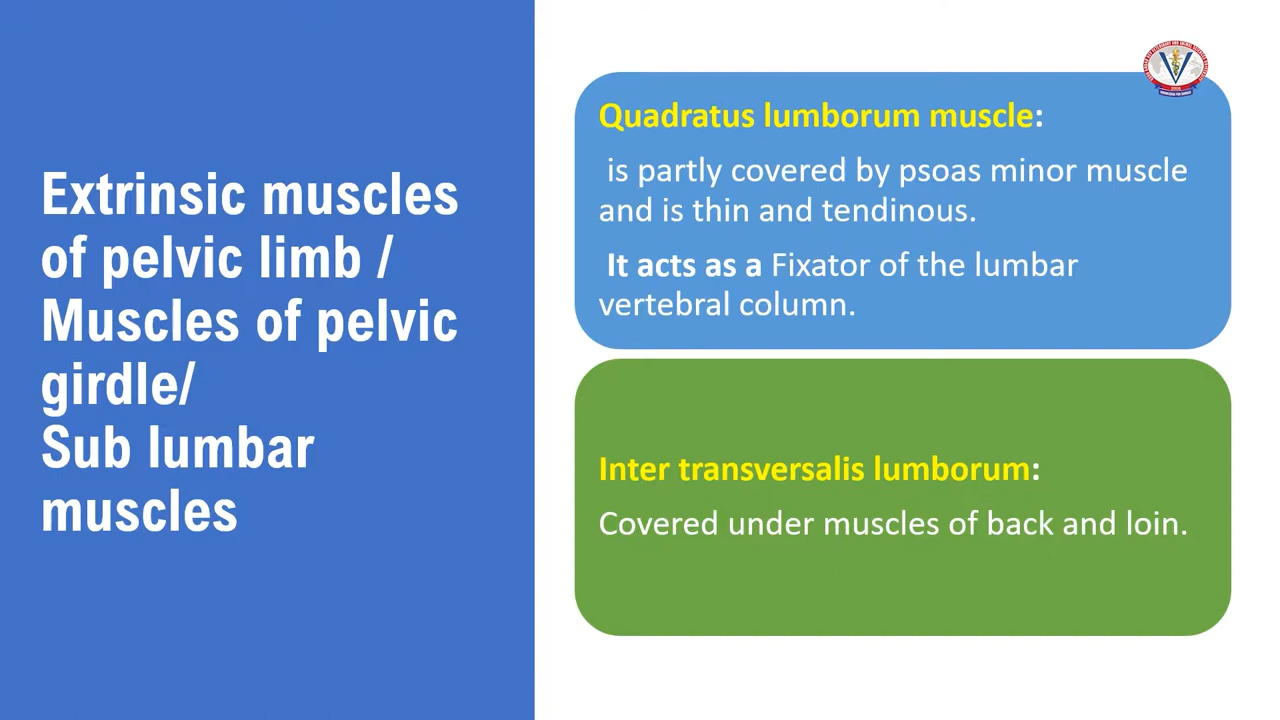 Extrinsic muscles
of pelvic limb /
Muscles of pelvic
girdle/
Sub lumbar
muscles
Quadratus lumborum muscle:
is partly covered by psoas minor muscle
and is thin and tendinous.
It acts as a Fixator of the lumbar
vertebral column.
Inter transversalis lumborum:
Covered under muscles of back and loin.